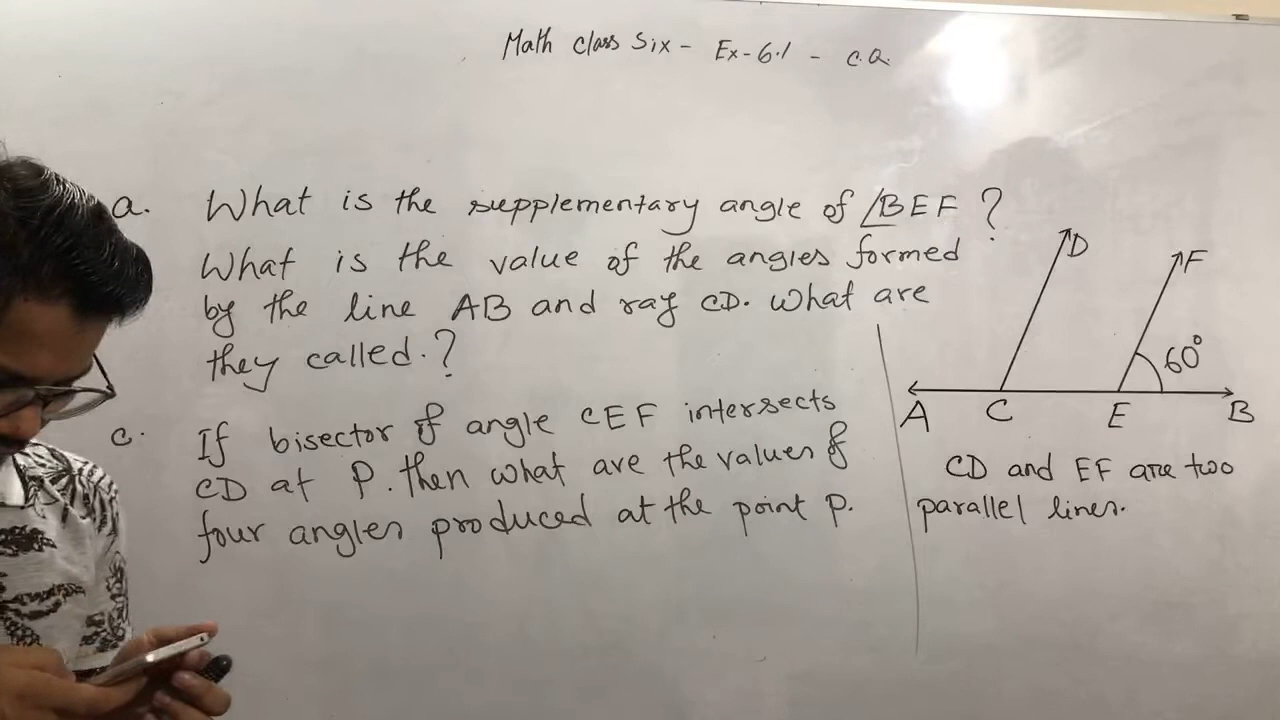 Math class Six - Ex-6.1 - C.Q.
a. What is the supplementary angle of ∠BEF ?
What is the value of the angles formed
by the line AB and ray CD. What are
they called.?
c. If bisector of angle CEF intersects
CD at P. then what are the values of
four angles produced at the point P.
D
F
60°
A C E B
CD and EF are two
parallel lines.